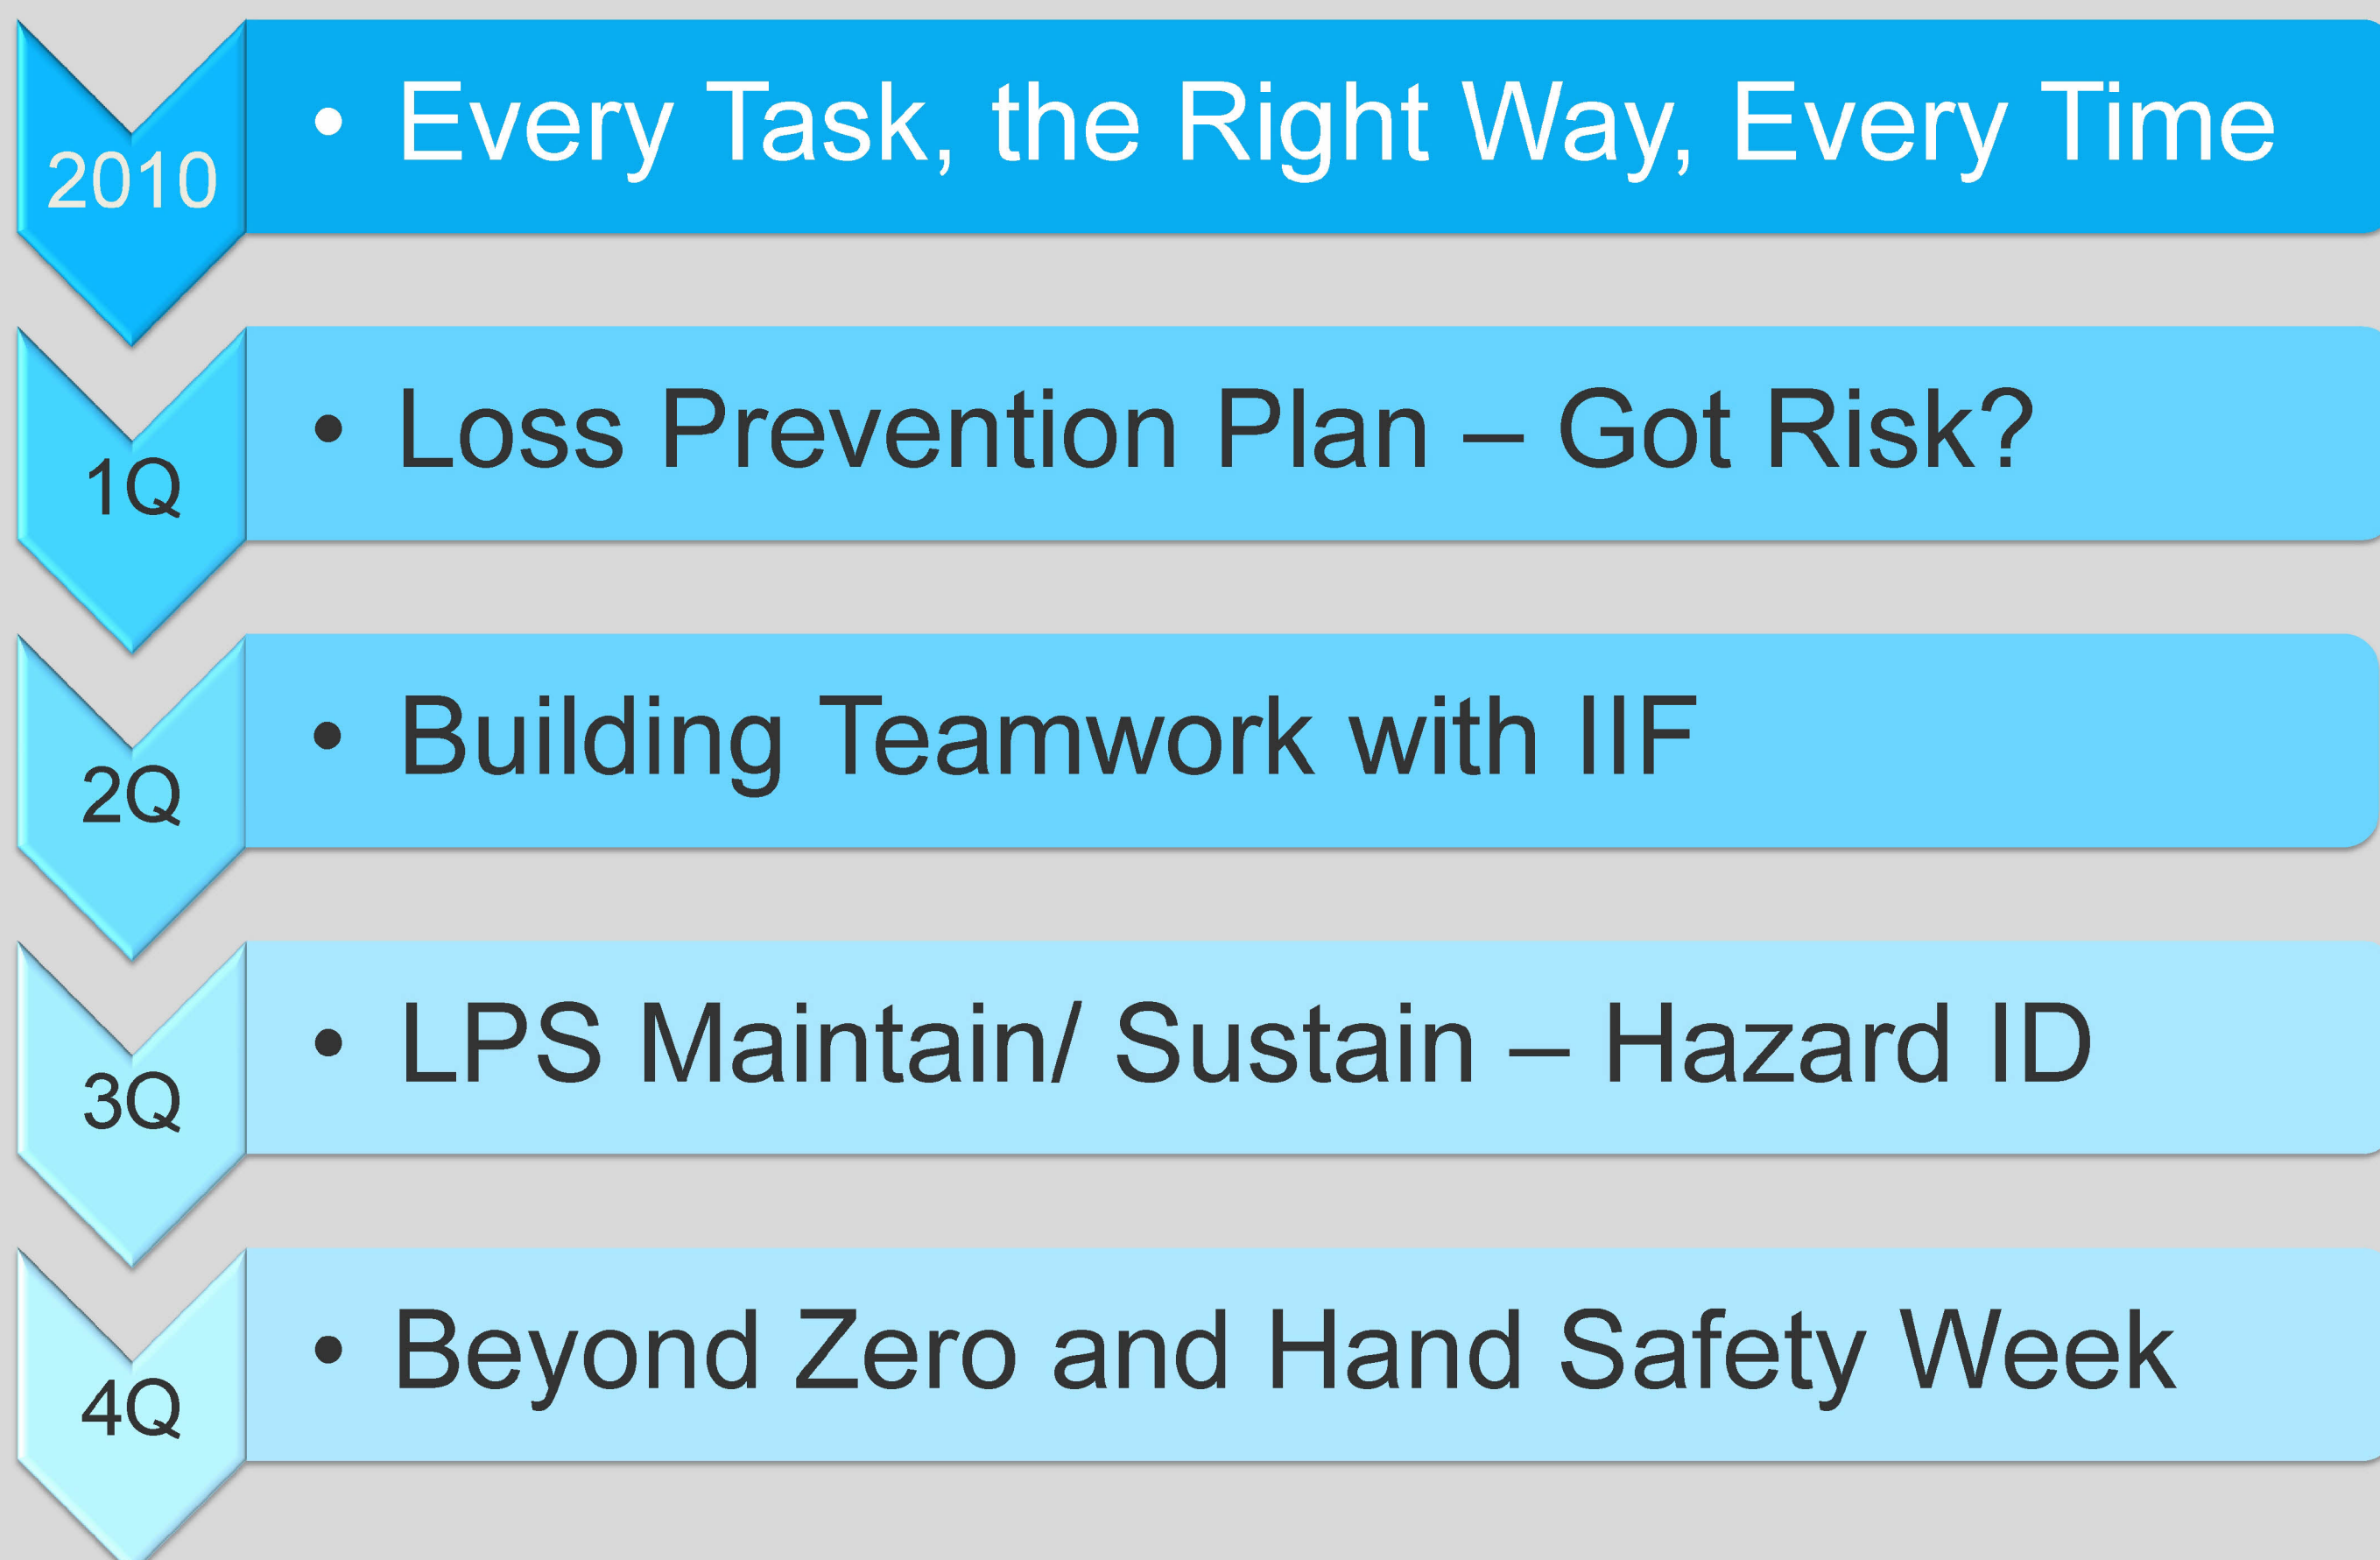 2010
• Every Task, the Right Way, Every Time
1Q
• Loss Prevention Plan – Got Risk?
2Q
• Building Teamwork with IIF
3Q
• LPS Maintain/ Sustain – Hazard ID
4Q
• Beyond Zero and Hand Safety Week